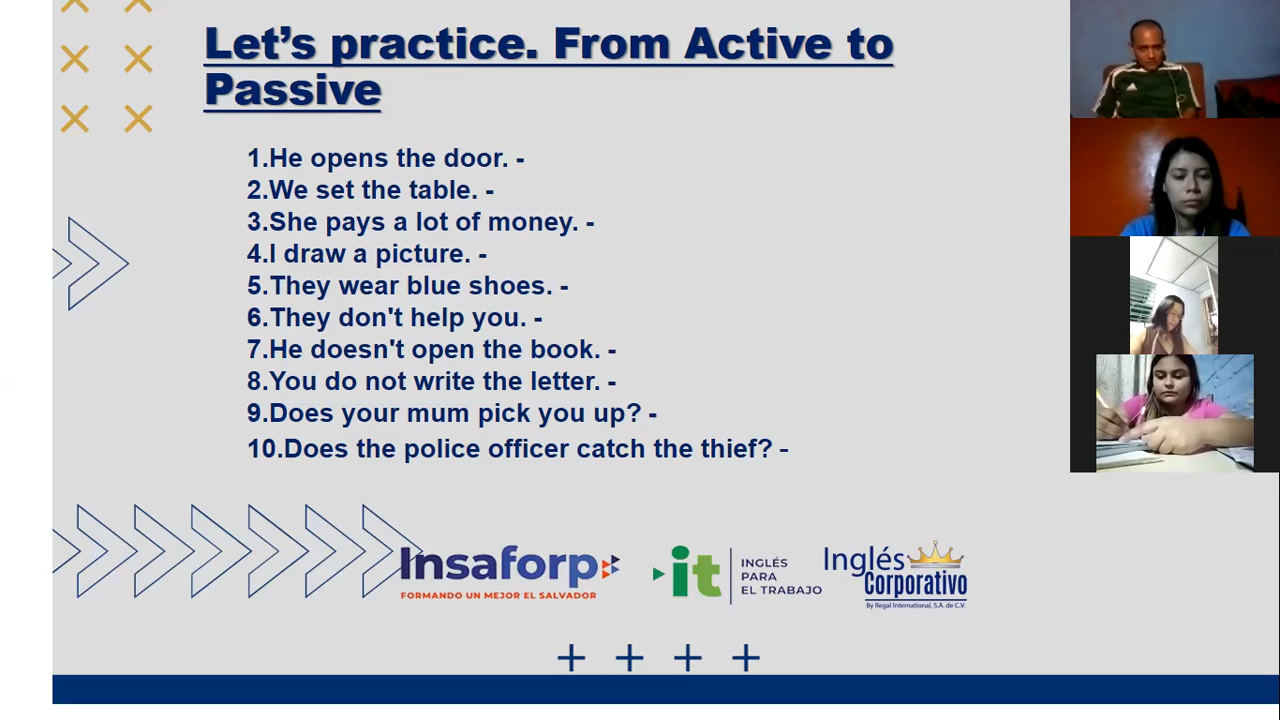 Let’s practice. From Active to
Passive
1.He opens the door. -
2.We set the table. -
3.She pays a lot of money. -
4.I draw a picture. -
5.They wear blue shoes. -
6.They don't help you. -
7.He doesn't open the book. -
8.You do not write the letter. -
9.Does your mum pick you up? -
10.Does the police officer catch the thief? -
Insaforp
FORMANDO UN MEJOR EL SALVADOR
it
INGLÉS
PARA
EL TRABAJO
Inglés
Corporativo
By Regal International, S.A. de C.V.